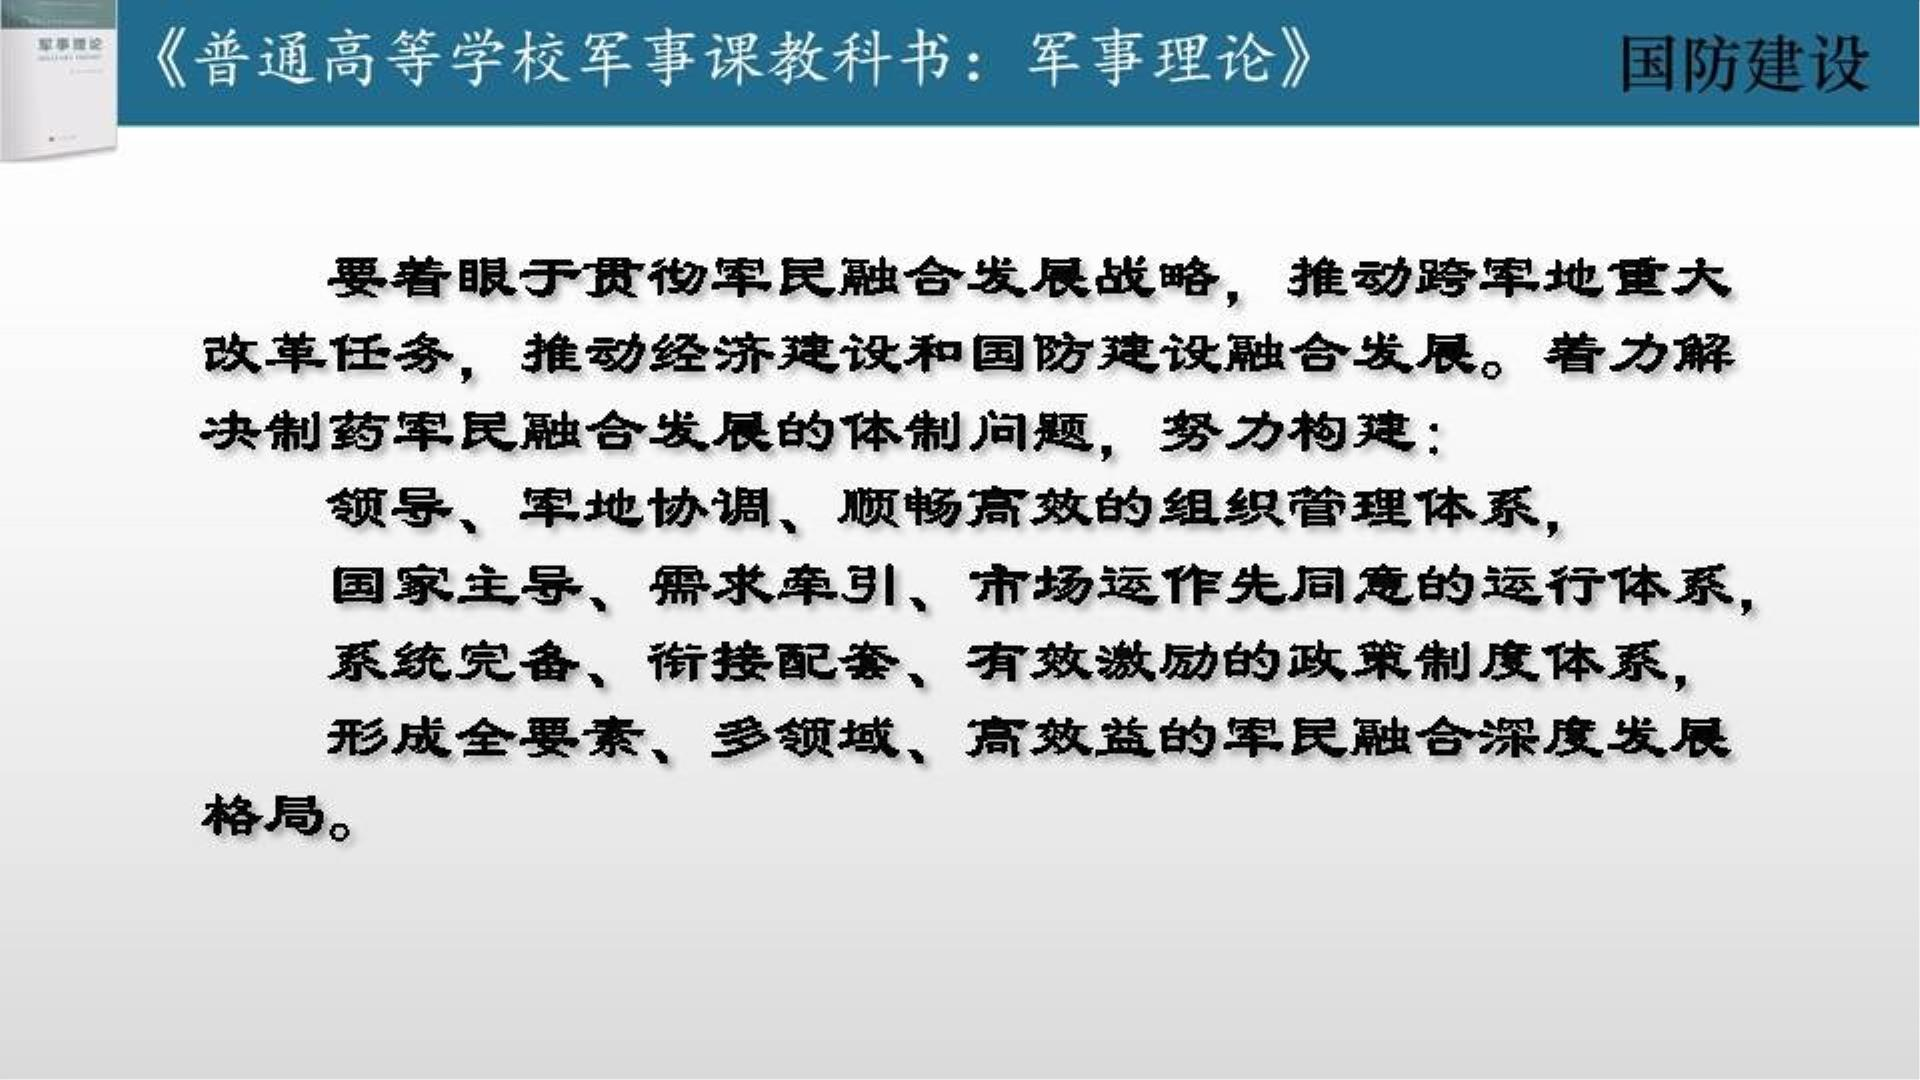 军事理论
《普通高等学校军事课教科书：军事理论》
国防建设
要着眼于贯彻军民融合发展战略，推动跨军地重大
改革任务，推动经济建设和国防建设融合发展。着力解
决制药军民融合发展的体制问题，努力构建：
领导、军地协调、顺畅高效的组织管理体系，
国家主导、需求牵引、市场运作先同意的运行体系，
系统完备、衔接配套、有效激励的政策制度体系，
形成全要素、多领域、高效益的军民融合深度发展
格局。